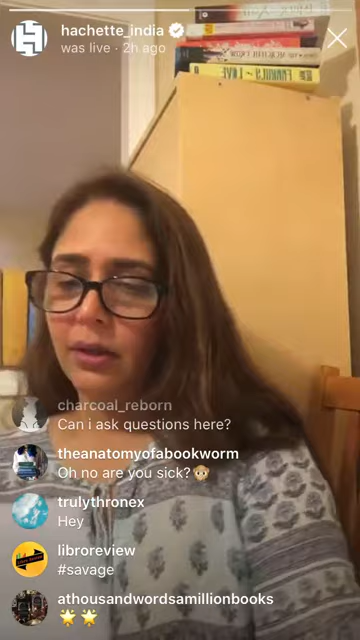 hachette_india
was live · 2h ago
charcoal_reborn
Can i ask questions here?
theanatomyofabookworm
Oh no are you sick?🙊
trulythronex
Hey
libroreview
#savage
athousandwordsamillionbooks
🌟🌟